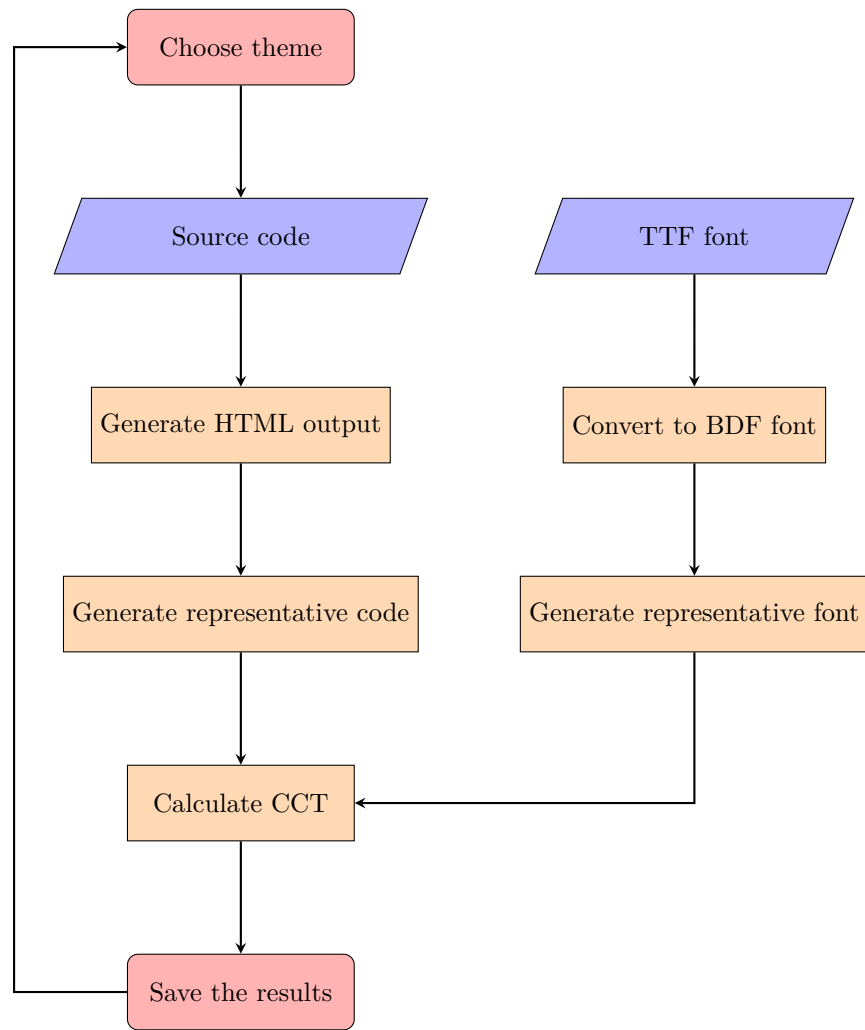 Choose theme
Source code
TTF font
Generate HTML output
Convert to BDF font
Generate representative code
Generate representative font
Calculate CCT
Save the results